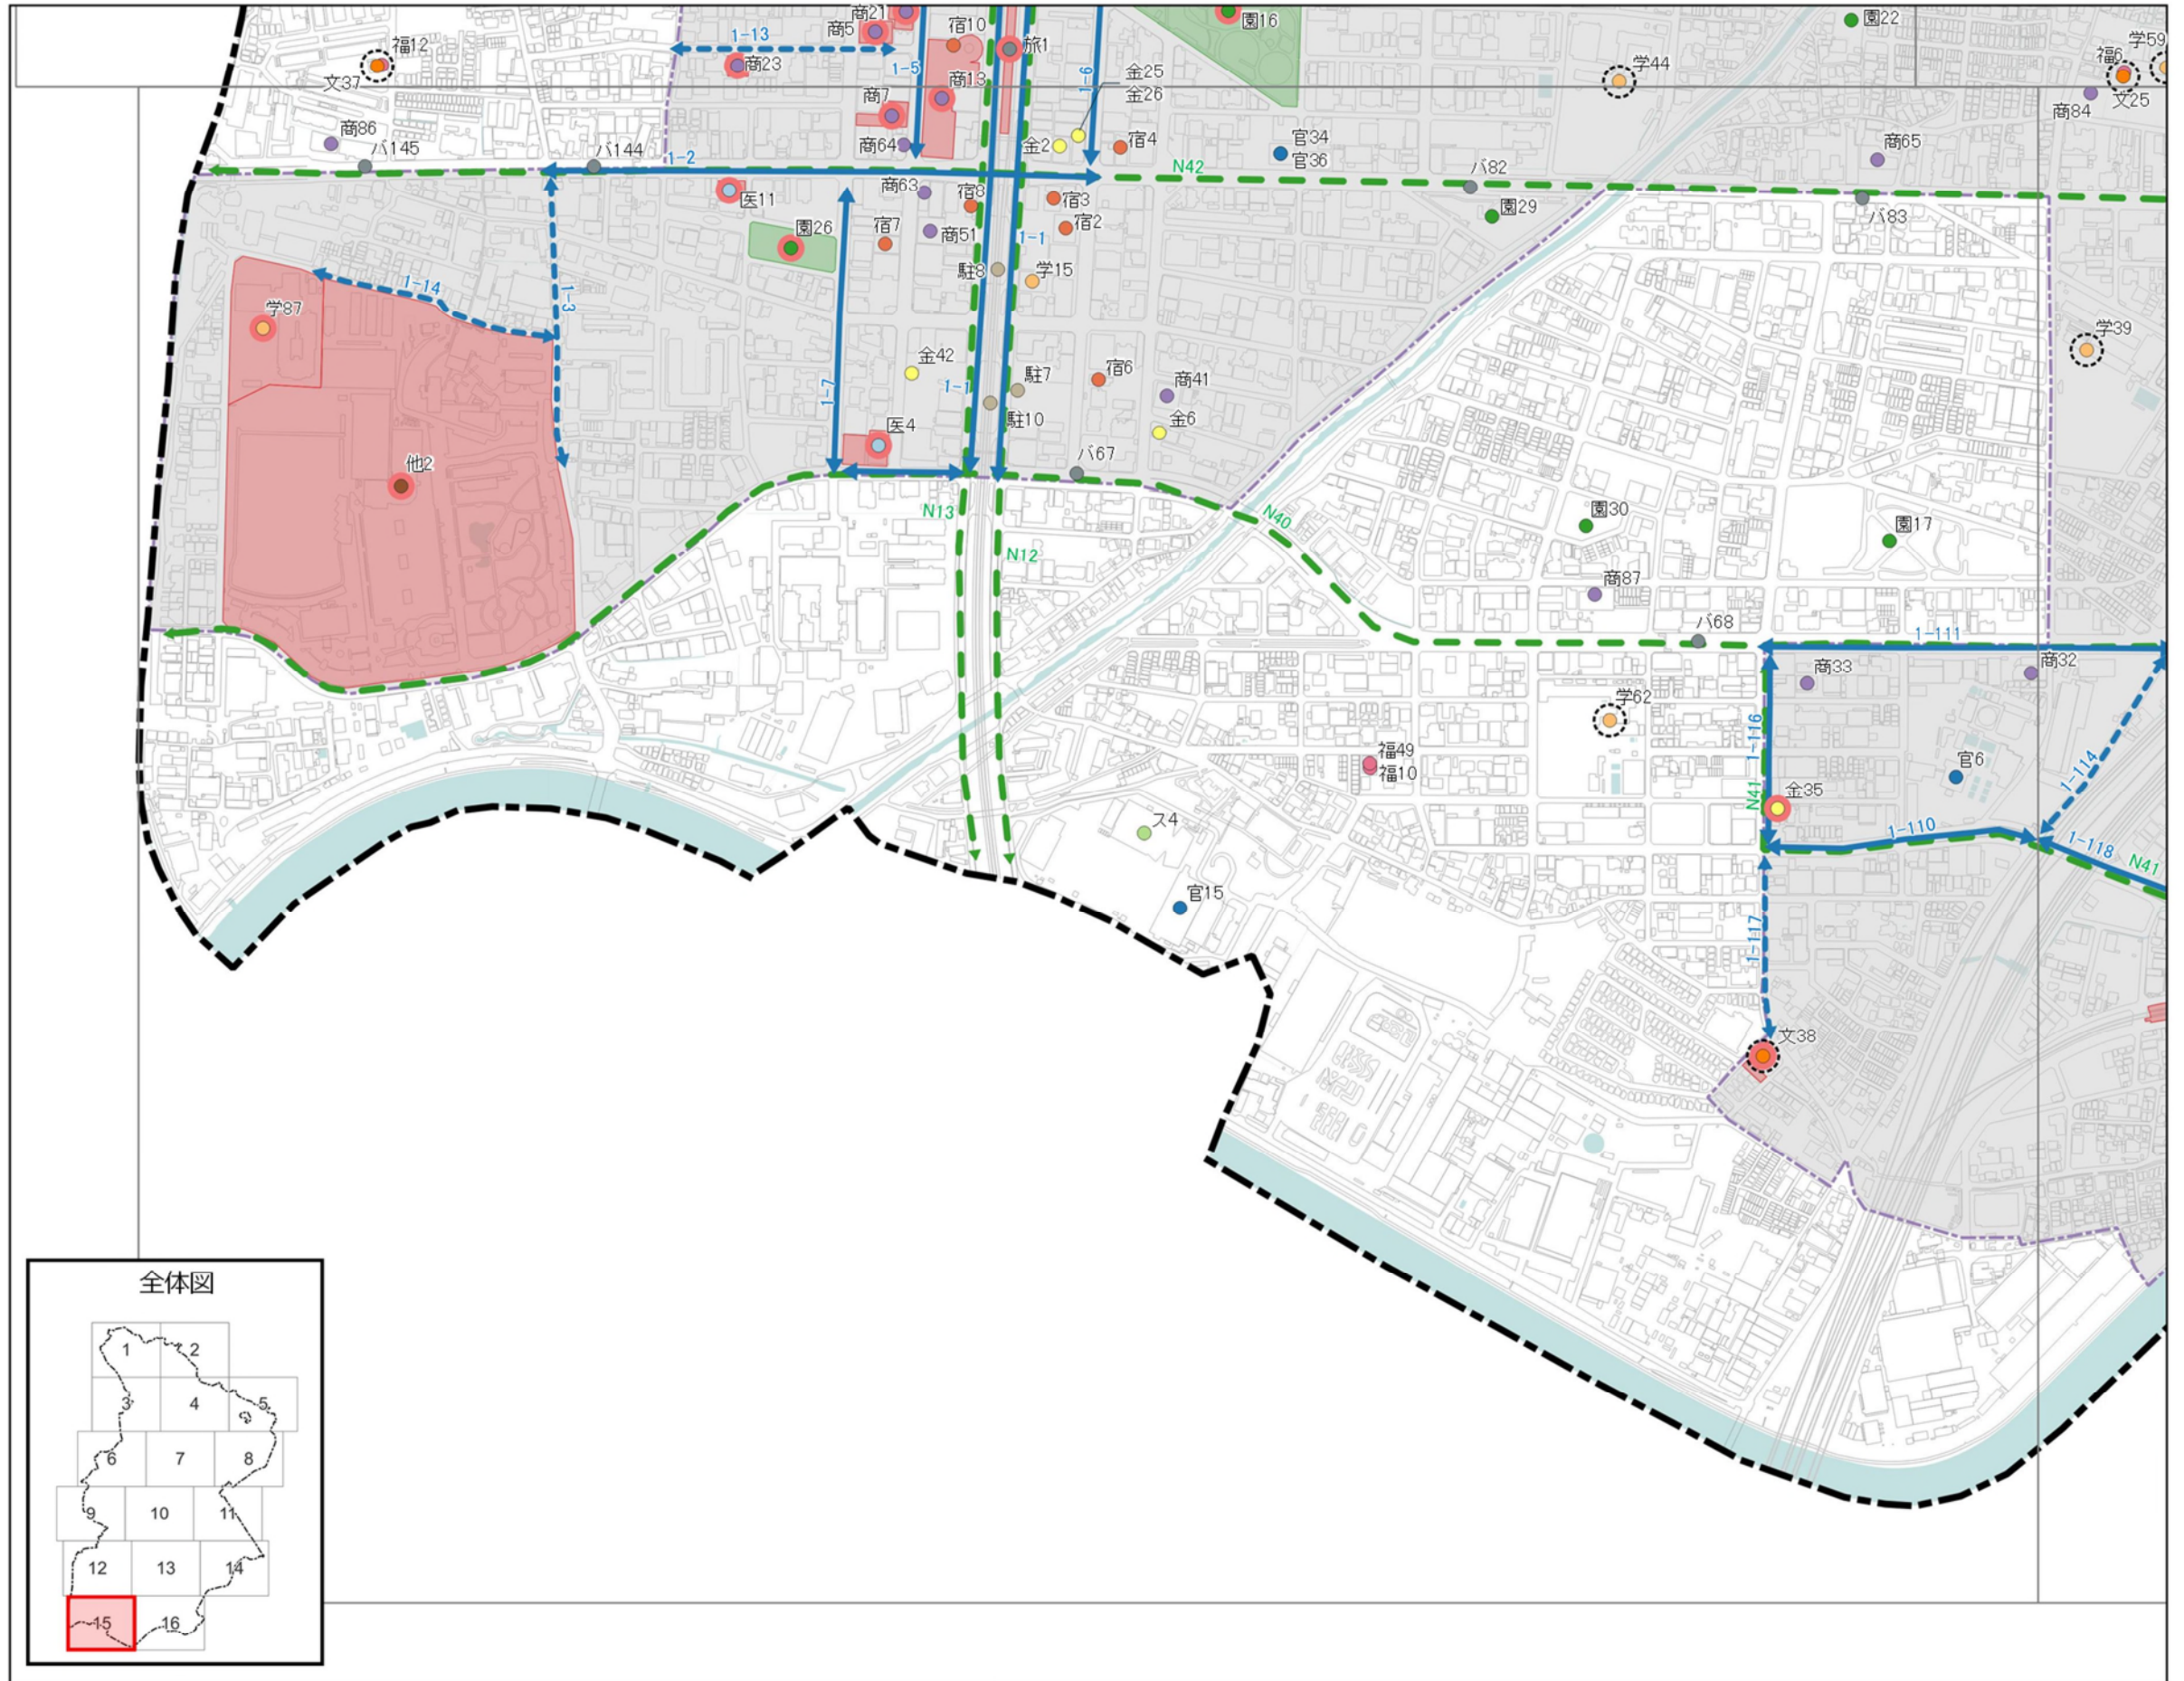 商21
園22
福12
商5
宿10
園16
1-13
旅1
学59
商23
1-5
学44
福6
文37
商13
1-6
金25
金26
商7
文25
商84
商86
商64
金2
宿4
官34
官36
商65
バ145
バ144
1-2
N42
バ82
商63
宿8
宿3
医11
園29
バ83
園26
宿7
商51
宿2
1-1
駐8
学15
1-14
1-3
学87
学39
金42
駐7
宿6
商41
1-7
1-1
駐10
金6
医4
バ67
他2
N13
N40
園30
園17
N12
商87
バ68
1-111
商33
商32
学62
1-116
福49
福10
官6
1-114
N41
金35
ス4
1-110
1-118
N41
官15
1-117
文38
全体図
1
2
3
4
5
6
7
8
9
10
11
12
13
14
15
16